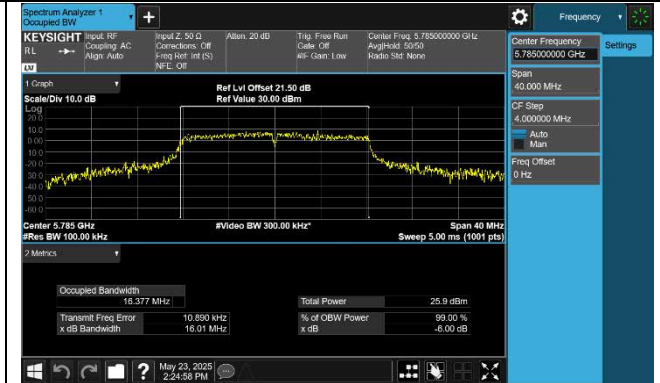 Spectrum Analyzer 1
Occupied BW
+
Frequency
KEYSIGHT
RL
LXI
Input: RF
Coupling: AC
Align: Auto
Input Z: 50 Ω
Corrections: Off
Freq Ref: Int (S)
NFE: Off
Atten: 20 dB
Trig: Free Run
Gate: Off
#IF Gain: Low
Center Freq: 5.785000000 GHz
Avg|Hold: 50/50
Radio Std: None
Center Frequency
5.785000000 GHz
Settings
Span
40.000 MHz
CF Step
4.000000 MHz
Auto
Man
Freq Offset
0 Hz
1 Graph
Scale/Div 10.0 dB
Ref Lvl Offset 21.50 dB
Ref Value 30.00 dBm
Log
20.0
10.0
0.00
-10.0
-20.0
-30.0
-40.0
-50.0
-60.0
Center 5.785 GHz
#Video BW 300.00 kHz*
Span 40 MHz
#Res BW 100.00 kHz
Sweep 5.00 ms (1001 pts)
2 Metrics
Occupied Bandwidth
16.377 MHz
Total Power 25.9 dBm
Transmit Freq Error 10.890 kHz
% of OBW Power 99.00 %
x dB Bandwidth 16.01 MHz
x dB -6.00 dB
?
May 23, 2025
2:24:58 PM